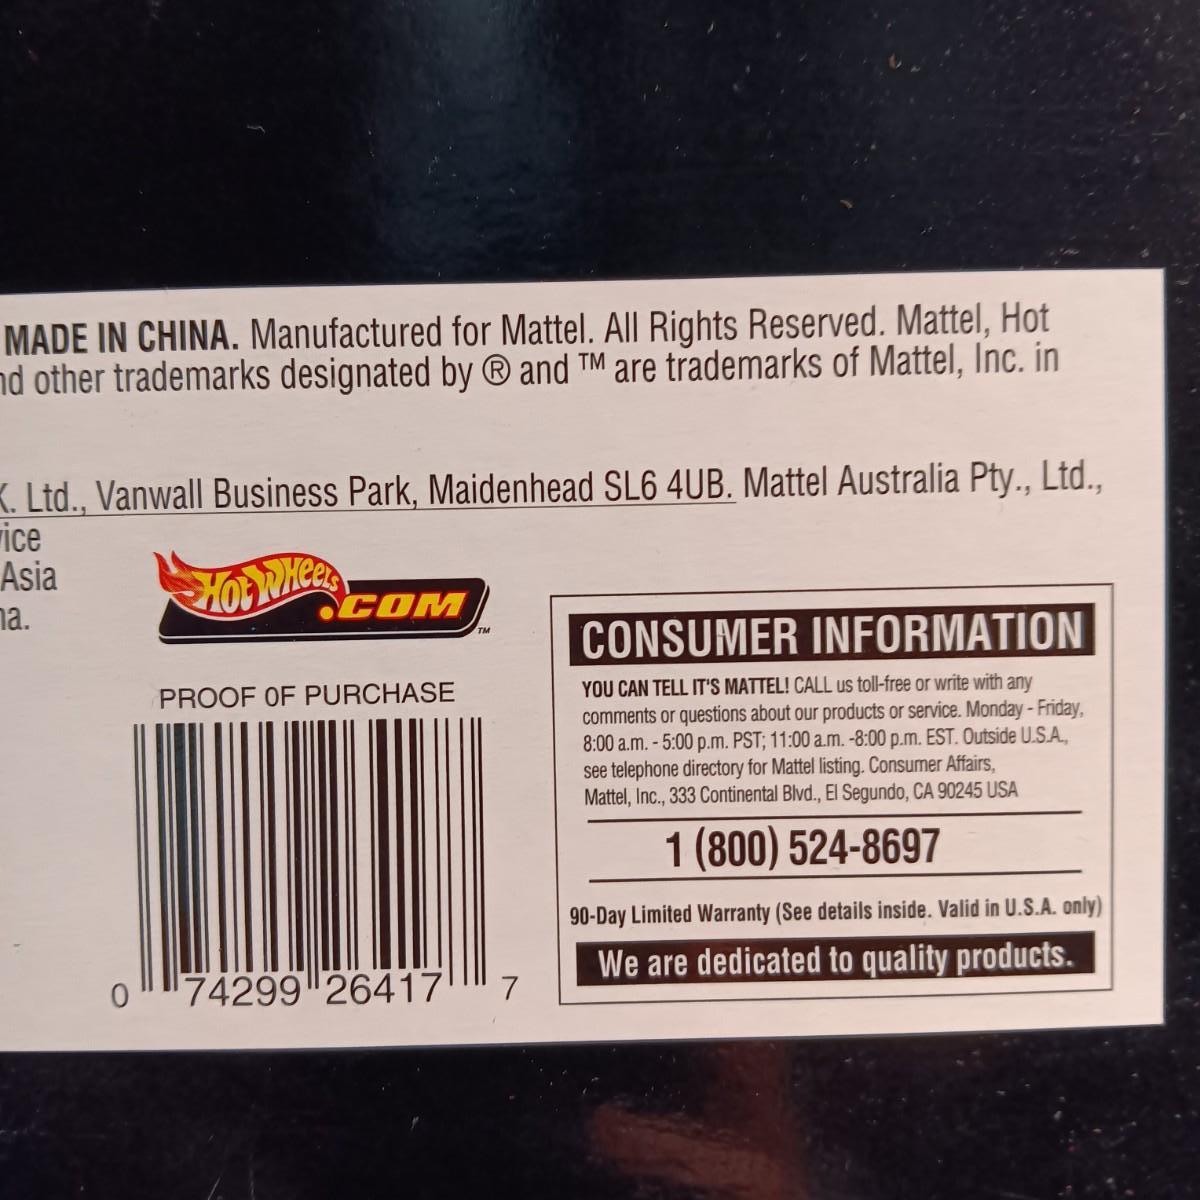 MADE IN CHINA. Manufactured for Mattel. All Rights Reserved. Mattel, Hot
other trademarks designated by ® and ™ are trademarks of Mattel, Inc. in
Ltd., Vanwall Business Park, Maidenhead SL6 4UB. Mattel Australia Pty., Ltd.,
Asia
HOT WHEELS
.COM™
PROOF OF PURCHASE
0 74299 26417 7
CONSUMER INFORMATION
YOU CAN TELL IT'S MATTEL! CALL us toll-free or write with any
comments or questions about our products or service. Monday - Friday,
8:00 a.m. - 5:00 p.m. PST; 11:00 a.m. -8:00 p.m. EST. Outside U.S.A.,
see telephone directory for Mattel listing. Consumer Affairs,
Mattel, Inc., 333 Continental Blvd., El Segundo, CA 90245 USA
1 (800) 524-8697
90-Day Limited Warranty (See details inside. Valid in U.S.A. only)
We are dedicated to quality products.